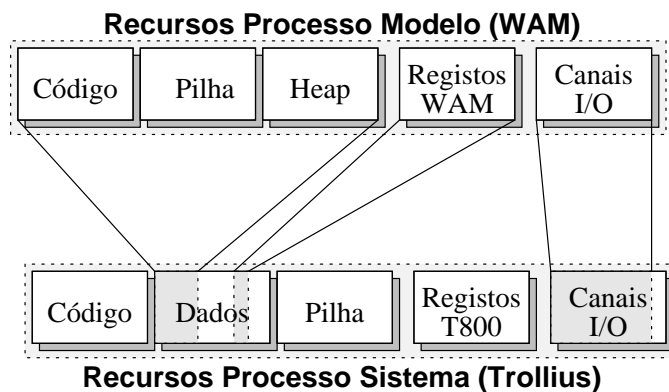 Recursos Processo Modelo (WAM)
Código Pilha Heap Registos WAM Canais I/O
Código Dados Pilha Registos T800 Canais I/O
Recursos Processo Sistema (Trollius)